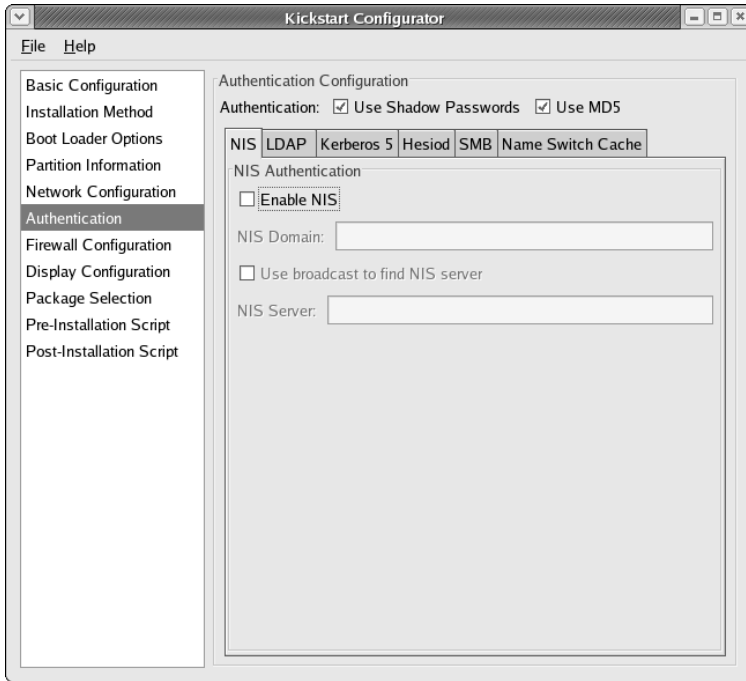 Kickstart Configurator
File Help
Basic Configuration
Installation Method
Boot Loader Options
Partition Information
Network Configuration
Authentication
Firewall Configuration
Display Configuration
Package Selection
Pre-Installation Script
Post-Installation Script
Authentication Configuration
Authentication: Use Shadow Passwords Use MD5
NIS LDAP Kerberos 5 Hesiod SMB Name Switch Cache
NIS Authentication
Enable NIS
NIS Domain:
Use broadcast to find NIS server
NIS Server: